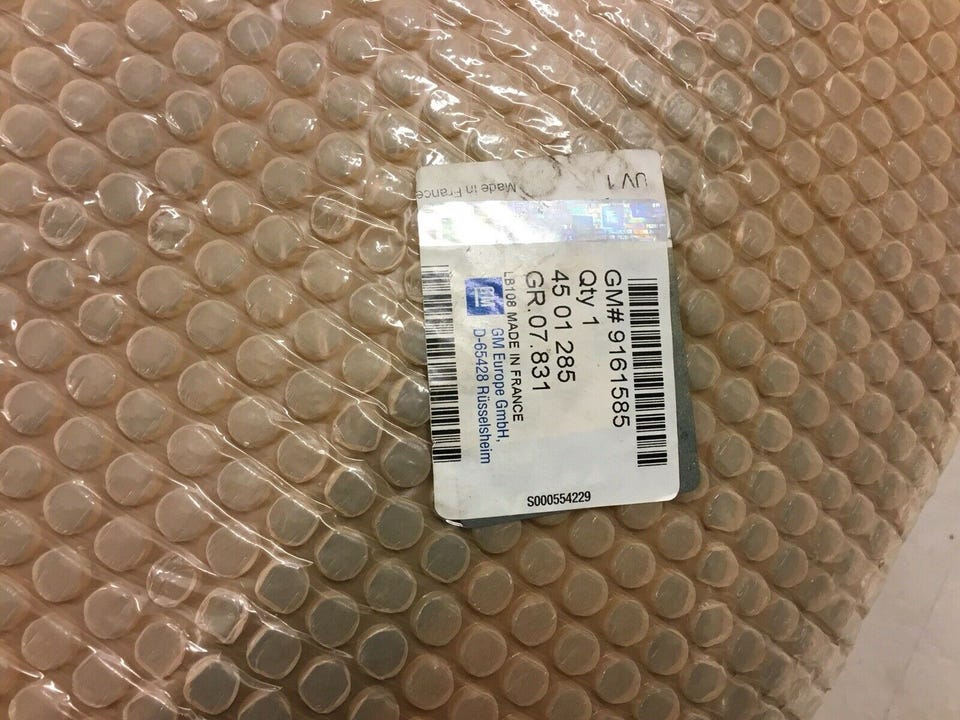 UV1
Made in France
GM# 9161585
Qty 1
45 01 285
GR.07.831
LB108 MADE IN FRANCE
GM
GM Europe GmbH,
D-65428 Rüsselsheim
S000554229